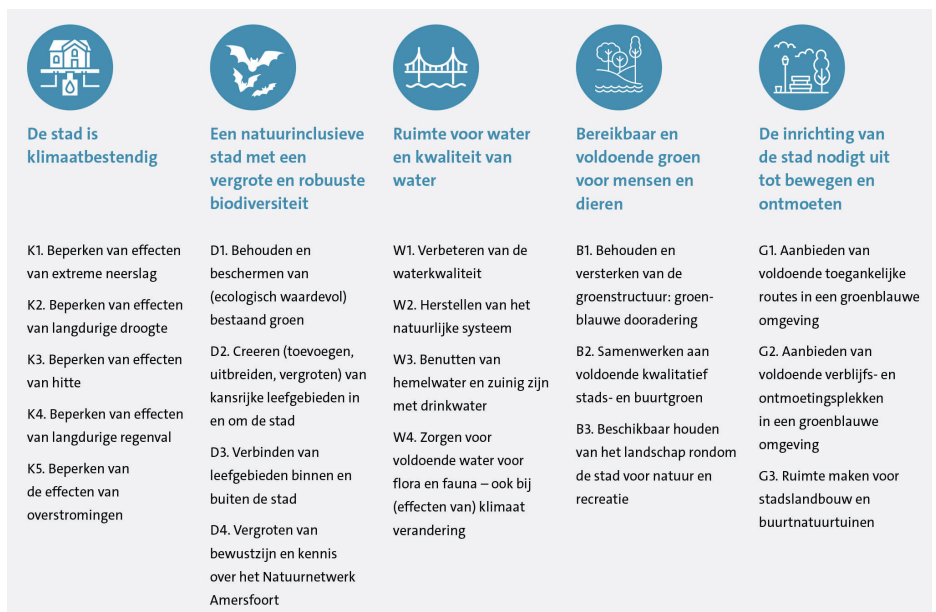 De stad is
klimaatbestendig
K1. Beperken van effecten
van extreme neerslag
K2. Beperken van effecten
van langdurige droogte
K3. Beperken van effecten
van hitte
K4. Beperken van effecten
van langdurige regenval
K5. Beperken van
de effecten van
overstromingen
Een natuurinclusieve
stad met een
vergrote en robuuste
biodiversiteit
D1. Behouden en
beschermen van
(ecologisch waardevol)
bestaand groen
D2. Creeren (toevoegen,
uitbreiden, vergroten) van
kansrijke leefgebieden in
en om de stad
D3. Verbinden van
leefgebieden binnen en
buiten de stad
D4. Vergroten van
bewustzijn en kennis
over het Natuurnetwerk
Amersfoort
Ruimte voor water
en kwaliteit van
water
W1. Verbeteren van de
waterkwaliteit
W2. Herstellen van het
natuurlijke systeem
W3. Benutten van
hemelwater en zuinig zijn
met drinkwater
W4. Zorgen voor
voldoende water voor
flora en fauna – ook bij
(effecten van) klimaat
verandering
Bereikbaar en
voldoende groen
voor mensen en
dieren
B1. Behouden en
versterken van de
groenstructuur: groen-
blauwe dooradering
B2. Samenwerken aan
voldoende kwalitatief
stads- en buurtgroen
B3. Beschikbaar houden
van het landschap rondom
de stad voor natuur en
recreatie
De inrichting van
de stad nodigt uit
tot bewegen en
ontmoeten
G1. Aanbieden van
voldoende toegankelijke
routes in een groenblauwe
omgeving
G2. Aanbieden van
voldoende verblijfs- en
ontmoetingsplekken
in een groenblauwe
omgeving
G3. Ruimte maken voor
stadslandbouw en
buurtnatuurtuinen